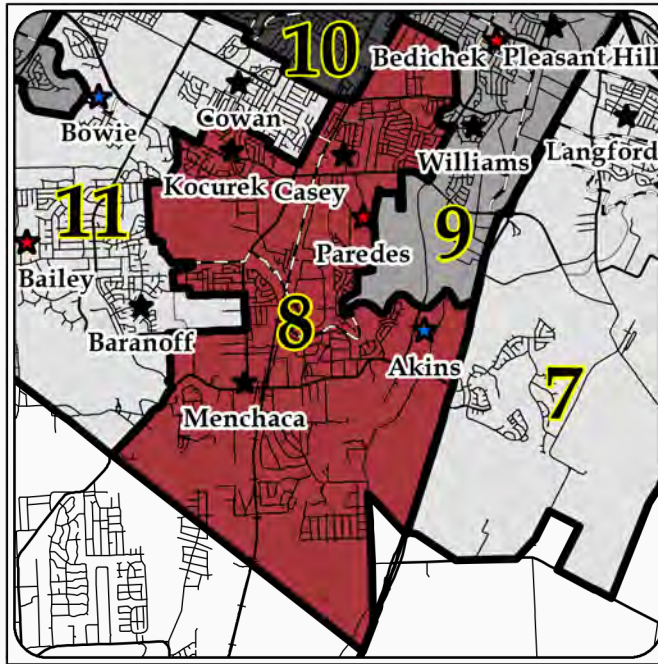 10
Bedichek
Pleasant Hill
Bowie
Cowan
Williams
Langford
Kocurek
Casey
11
9
Paredes
Bailey
8
Baranoff
Akins
7
Menchaca